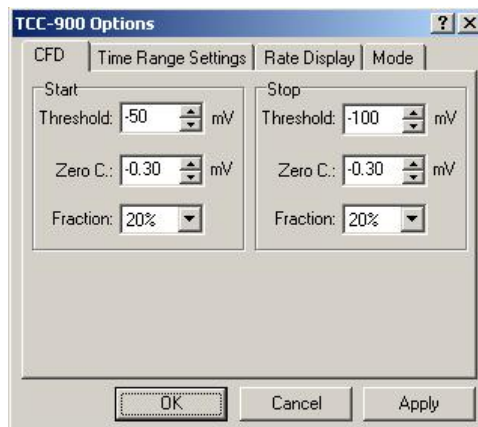 TCC-900 Options
CFD Time Range Settings Rate Display Mode
Start Stop
Threshold: -50 mV Threshold: -100 mV
Zero C.: -0.30 mV Zero C.: -0.30 mV
Fraction: 20% Fraction: 20%
OK Cancel Apply